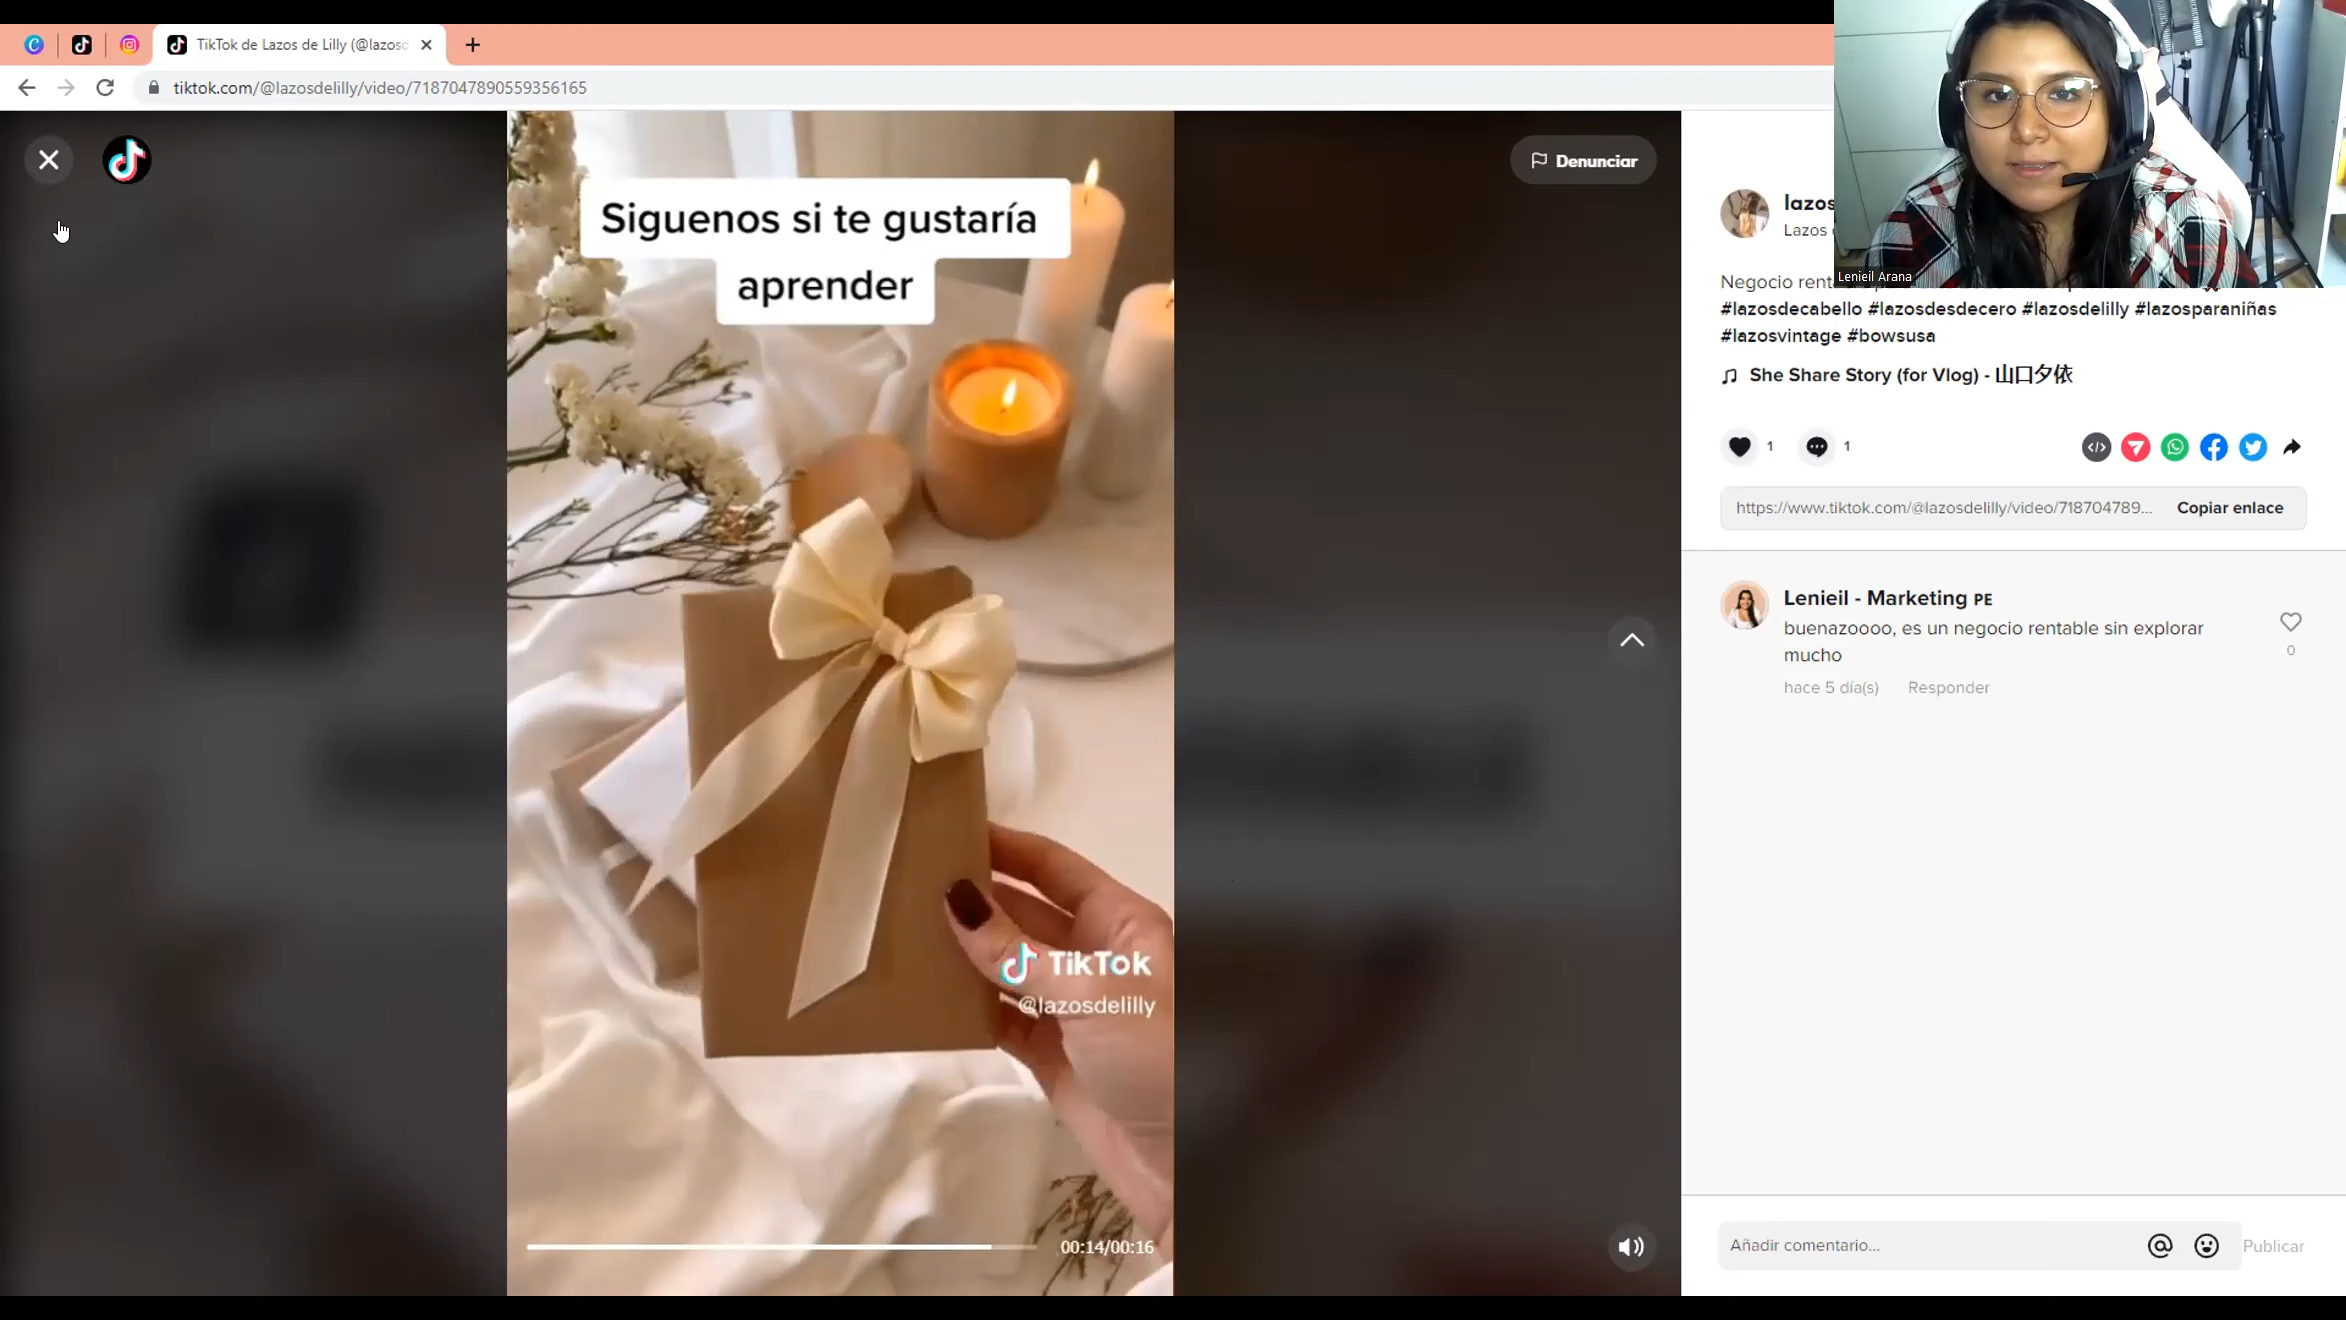 TikTok de Lazos de Lilly (@lazosd
tiktok.com/@lazosdelilly/video/7187047890559356165
Denunciar
Siguenos si te gustaría
aprender
TikTok
@lazosdelilly
00:14/00:16
Lenieil Arana
lazos
Lazos
Negocio
#lazosdecabello #lazosdesdecero #lazosdelilly #lazosparaniñas
#lazosvintage #bowsusa
She Share Story (for Vlog) - 山口夕依
1
1
https://www.tiktok.com/@lazosdelilly/video/718704789...
Copiar enlace
Lenieil - Marketing PE
buenazoooo, es un negocio rentable sin explorar
mucho
0
hace 5 día(s)
Responder
Añadir comentario...
Publicar